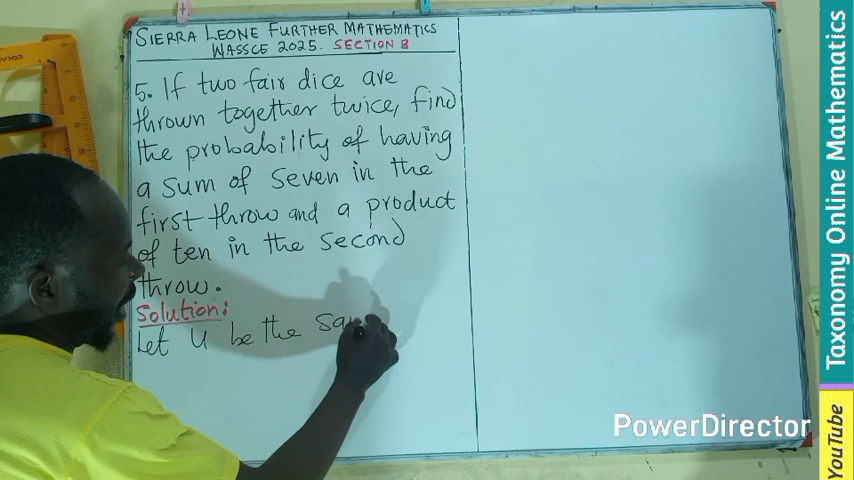 SIERRA LEONE FURTHER MATHEMATICS
WASSCE 2025. SECTION B
5. If two fair dice are
thrown together twice, find
the probability of having
a sum of seven in the
first throw and a product
of ten in the second
throw.
Solution:
Let U be the
PowerDirector
Taxonomy Online Mathematics
YouTube